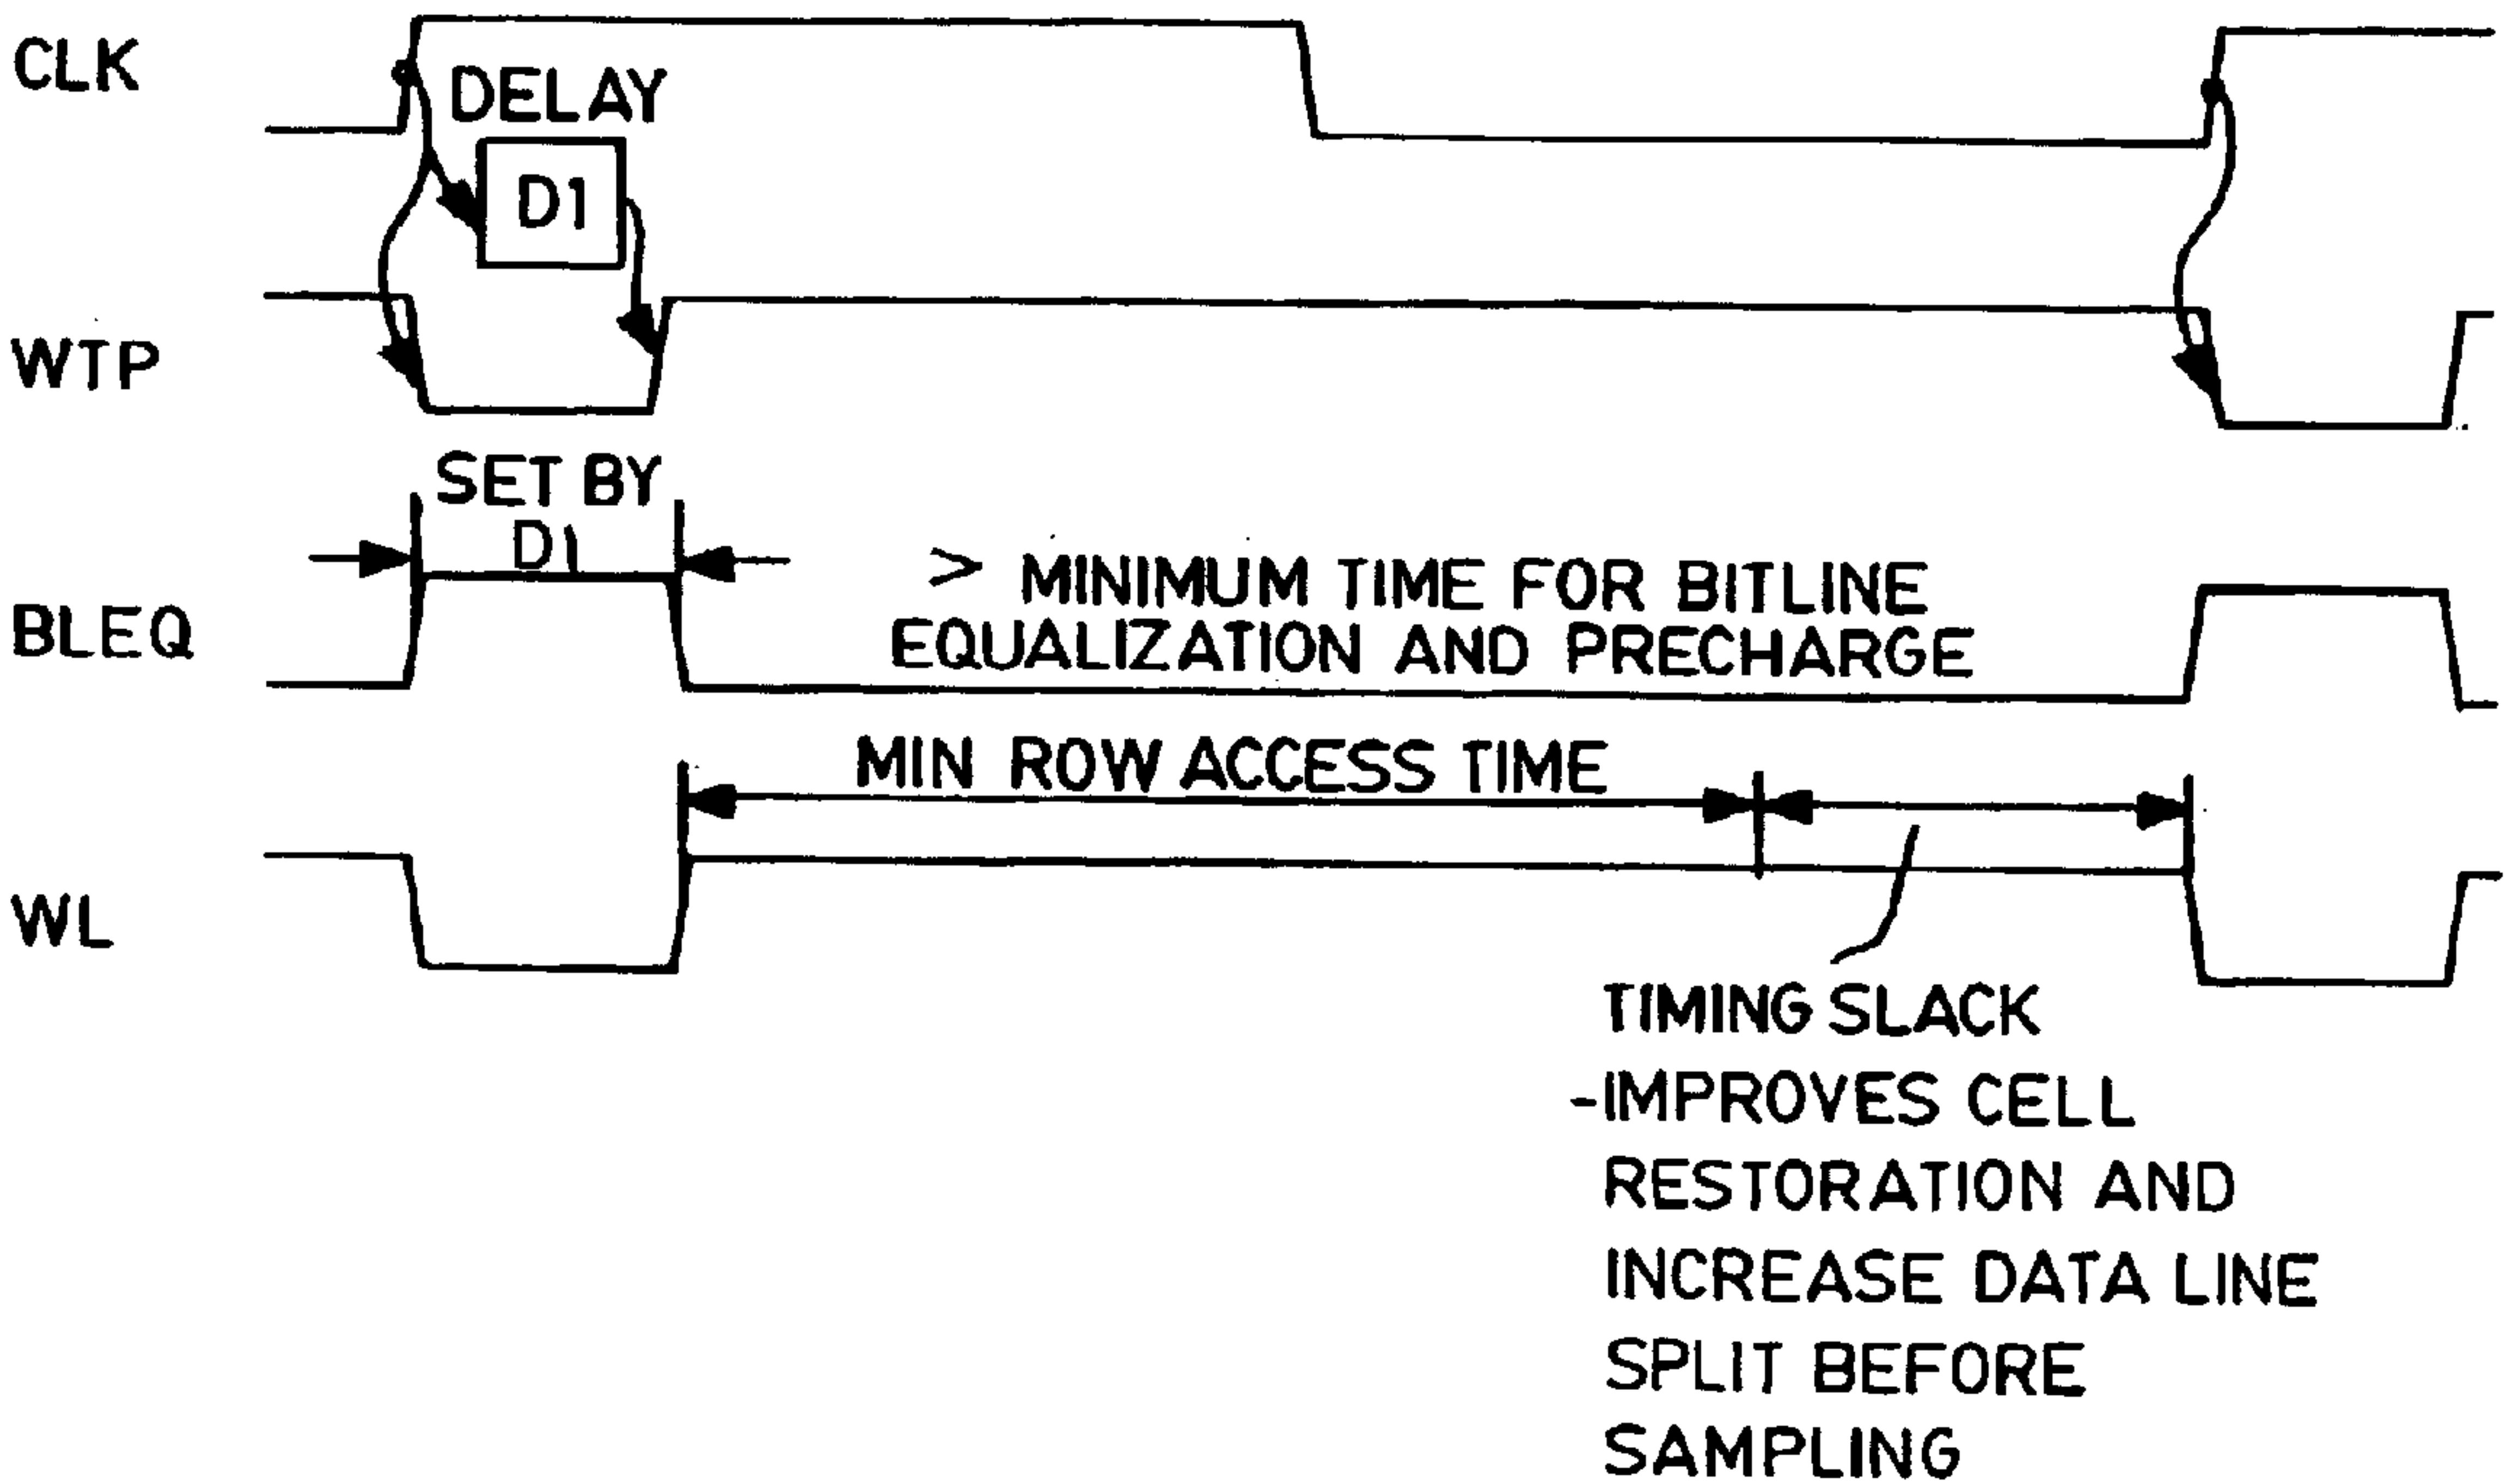 CLK
DELAY
D1
WTP
SET BY
D1
BLEQ
> MINIMUM TIME FOR BITLINE
EQUALIZATION AND PRECHARGE
MIN ROW ACCESS TIME
WL
TIMING SLACK
-IMPROVES CELL
RESTORATION AND
INCREASE DATA LINE
SPLIT BEFORE
SAMPLING